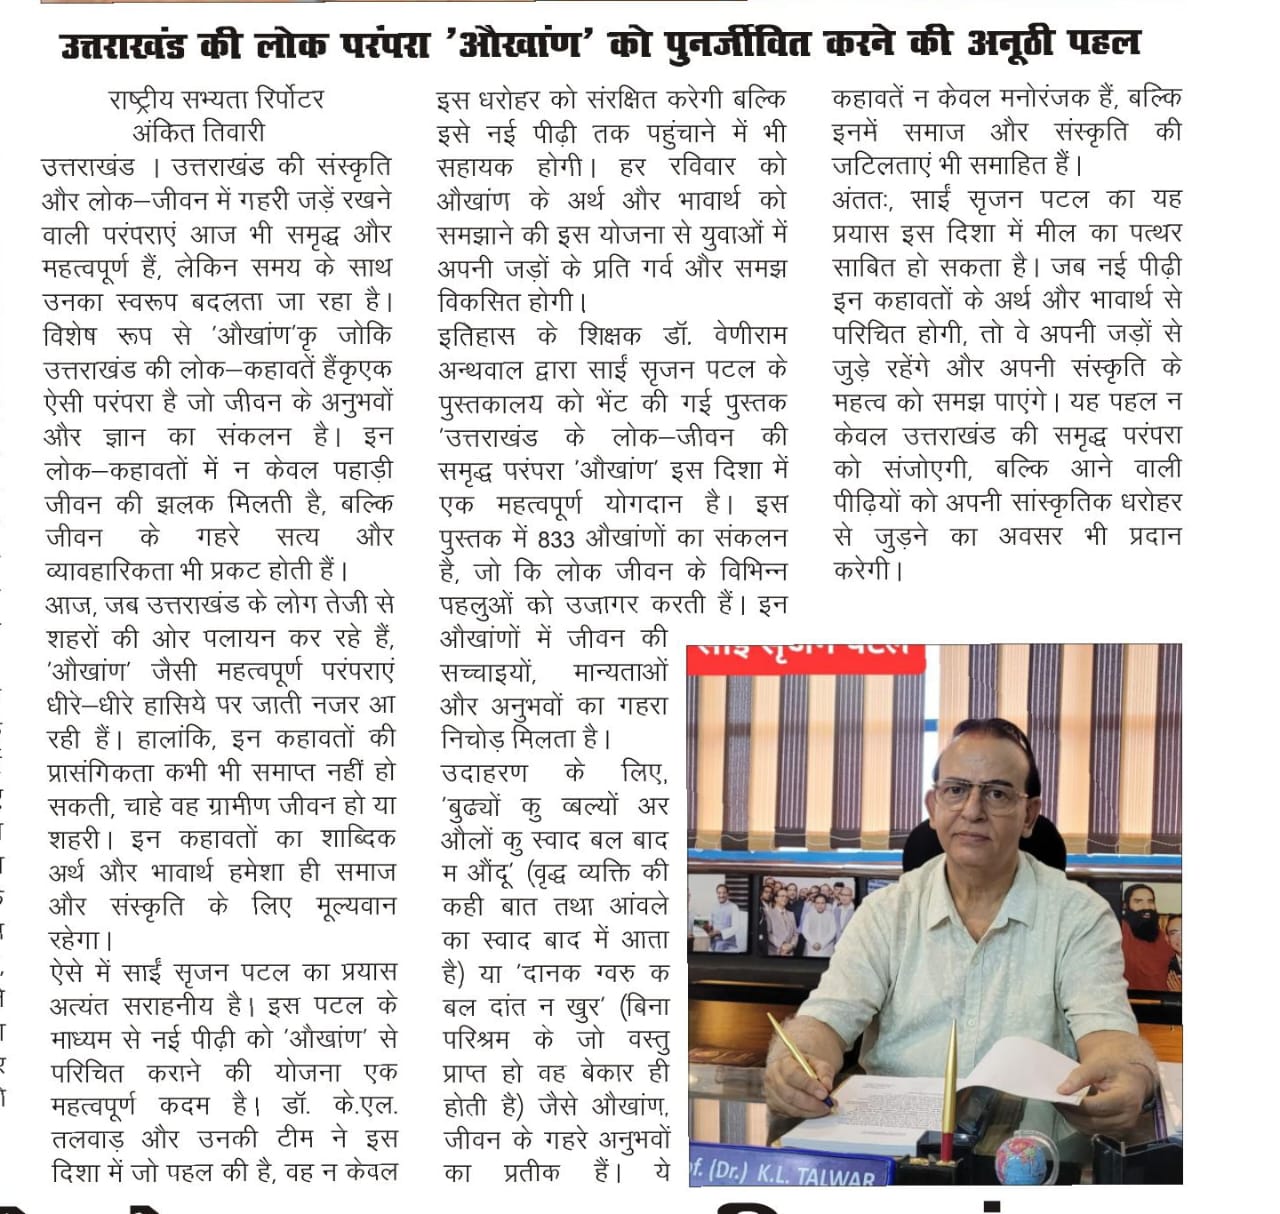 उत्तराखंड की लोक परंपरा 'औखांण' को पुनर्जीवित करने की अनूठी पहल
राष्ट्रीय सभ्यता रिर्पोटर
अंकित तिवारी
उत्तराखंड । उत्तराखंड की संस्कृति
और लोक–जीवन में गहरी जड़ें रखने
वाली परंपराएं आज भी समृद्ध और
महत्वपूर्ण हैं, लेकिन समय के साथ
उनका स्वरूप बदलता जा रहा है।
विशेष रूप से 'औखांण'कृ जोकि
उत्तराखंड की लोक–कहावतें हैंकृएक
ऐसी परंपरा है जो जीवन के अनुभवों
और ज्ञान का संकलन है। इन
लोक–कहावतों में न केवल पहाड़ी
जीवन की झलक मिलती है, बल्कि
जीवन के गहरे सत्य और
व्यावहारिकता भी प्रकट होती हैं।
आज, जब उत्तराखंड के लोग तेजी से
शहरों की ओर पलायन कर रहे हैं,
'औखांण' जैसी महत्वपूर्ण परंपराएं
धीरे–धीरे हासिये पर जाती नजर आ
रही हैं। हालांकि, इन कहावतों की
प्रासंगिकता कभी भी समाप्त नहीं हो
सकती, चाहे वह ग्रामीण जीवन हो या
शहरी। इन कहावतों का शाब्दिक
अर्थ और भावार्थ हमेशा ही समाज
और संस्कृति के लिए मूल्यवान
रहेगा।
ऐसे में साईं सृजन पटल का प्रयास
अत्यंत सराहनीय है। इस पटल के
माध्यम से नई पीढ़ी को 'औखांण' से
परिचित कराने की योजना एक
महत्वपूर्ण कदम है। डॉ. के.एल.
तलवाड़ और उनकी टीम ने इस
दिशा में जो पहल की है, वह न केवल
इस धरोहर को संरक्षित करेगी बल्कि
इसे नई पीढ़ी तक पहुंचाने में भी
सहायक होगी। हर रविवार को
औखांण के अर्थ और भावार्थ को
समझाने की इस योजना से युवाओं में
अपनी जड़ों के प्रति गर्व और समझ
विकसित होगी।
इतिहास के शिक्षक डॉ. वेणीराम
अन्थवाल द्वारा साईं सृजन पटल के
पुस्तकालय को भेंट की गई पुस्तक
'उत्तराखंड के लोक–जीवन की
समृद्ध परंपरा 'औखांण' इस दिशा में
एक महत्वपूर्ण योगदान है। इस
पुस्तक में 833 औखांणों का संकलन
है, जो कि लोक जीवन के विभिन्न
पहलुओं को उजागर करती हैं। इन
औखांणों में जीवन की
सच्चाइयों, मान्यताओं
और अनुभवों का गहरा
निचोड़ मिलता है।
उदाहरण के लिए,
'बुढ्यों कु ब्बल्यों अर
औलों कु स्वाद बल बाद
म औंदू' (वृद्ध व्यक्ति की
कही बात तथा आंवले
का स्वाद बाद में आता
है) या 'दानक ग्वरु क
बल दांत न खुर' (बिना
परिश्रम के जो वस्तु
प्राप्त हो वह बेकार ही
होती है) जैसे औखांण,
जीवन के गहरे अनुभवों
का प्रतीक हैं। ये
कहावतें न केवल मनोरंजक हैं, बल्कि
इनमें समाज और संस्कृति की
जटिलताएं भी समाहित हैं।
अंततः, साईं सृजन पटल का यह
प्रयास इस दिशा में मील का पत्थर
साबित हो सकता है। जब नई पीढ़ी
इन कहावतों के अर्थ और भावार्थ से
परिचित होगी, तो वे अपनी जड़ों से
जुड़े रहेंगे और अपनी संस्कृति के
महत्व को समझ पाएंगे। यह पहल न
केवल उत्तराखंड की समृद्ध परंपरा
को संजोएगी, बल्कि आने वाली
पीढ़ियों को अपनी सांस्कृतिक धरोहर
से जुड़ने का अवसर भी प्रदान
करेगी।
साईं सृजन पटल
(Dr.) K.L. TALWAR